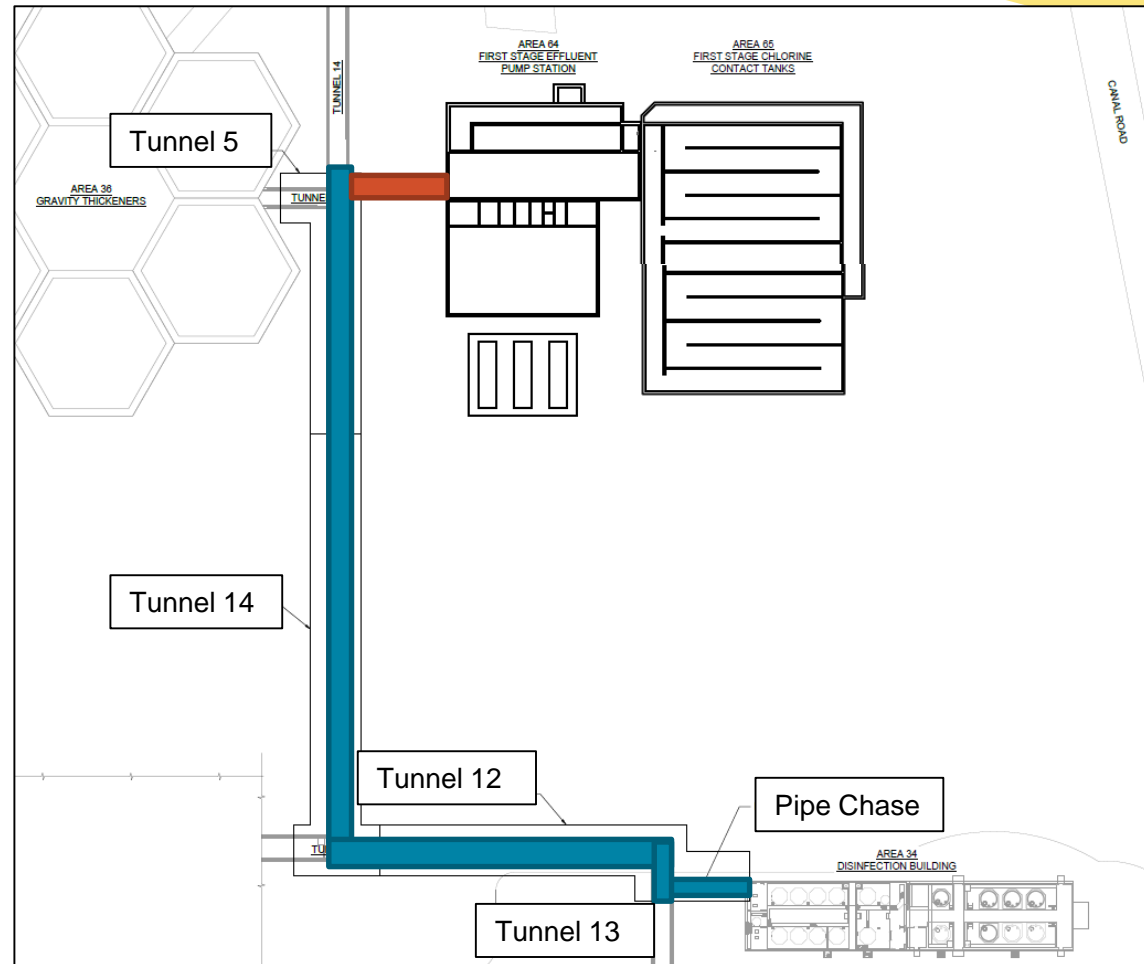 AREA 64
FIRST STAGE EFFLUENT
PUMP STATION
AREA 65
FIRST STAGE CHLORINE
CONTACT TANKS
TUNNEL 14
CANAL ROAD
Tunnel 5
AREA 36
GRAVITY THICKENERS
TUNNE
Tunnel 14
Tunnel 12
Pipe Chase
TU
AREA 34
DISINFECTION BUILDING
Tunnel 13